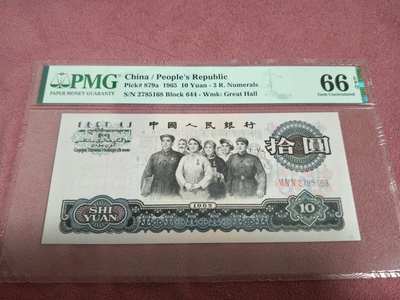 PMG
PAPER MONEY GUARANTY
China / People's Republic
Pick# 879a 1965 10 Yuan - 3 R. Numerals
S/N 2785168 Block 644 - Wmk: Great Hall
66 EPQ
Gem Uncirculated
中國人民銀行
拾圓
2785168
1965
SHI
YUAN
10